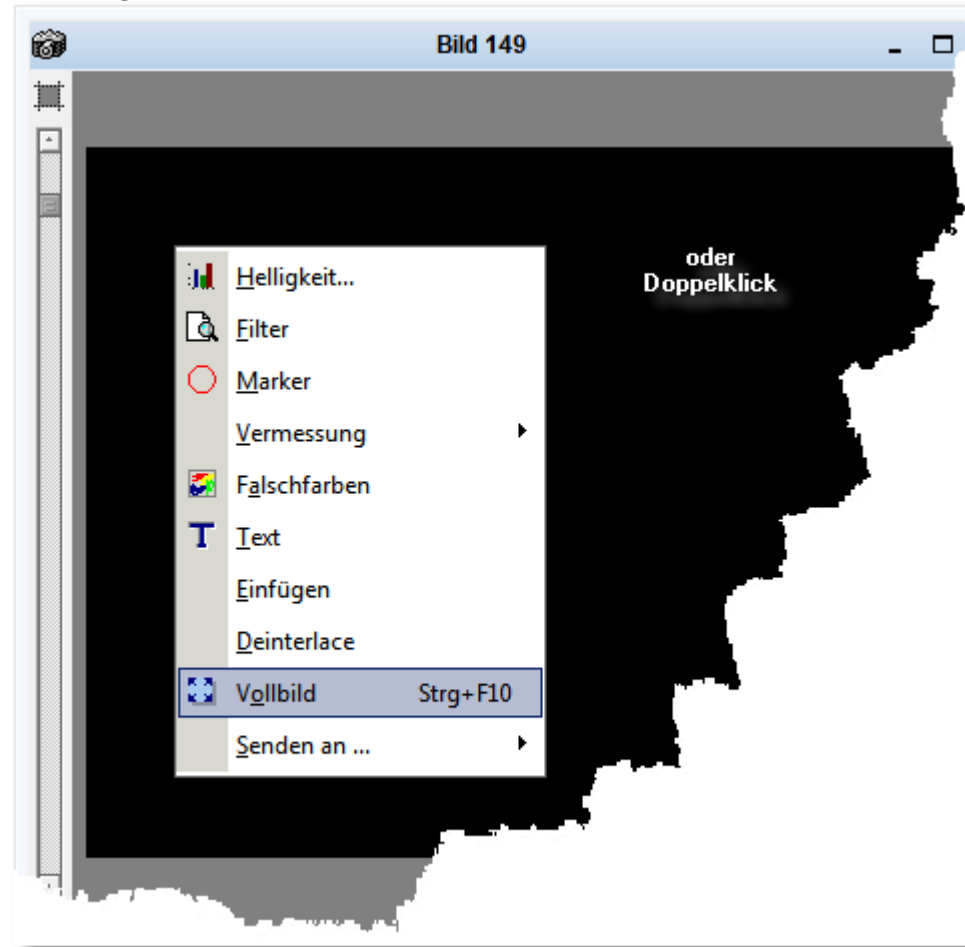 Bild 149
oder
Doppelklick
Helligkeit...
Filter
Marker
Vermessung
Falschfarben
Text
Einfügen
Deinterlace
Vollbild Strg+F10
Senden an ...